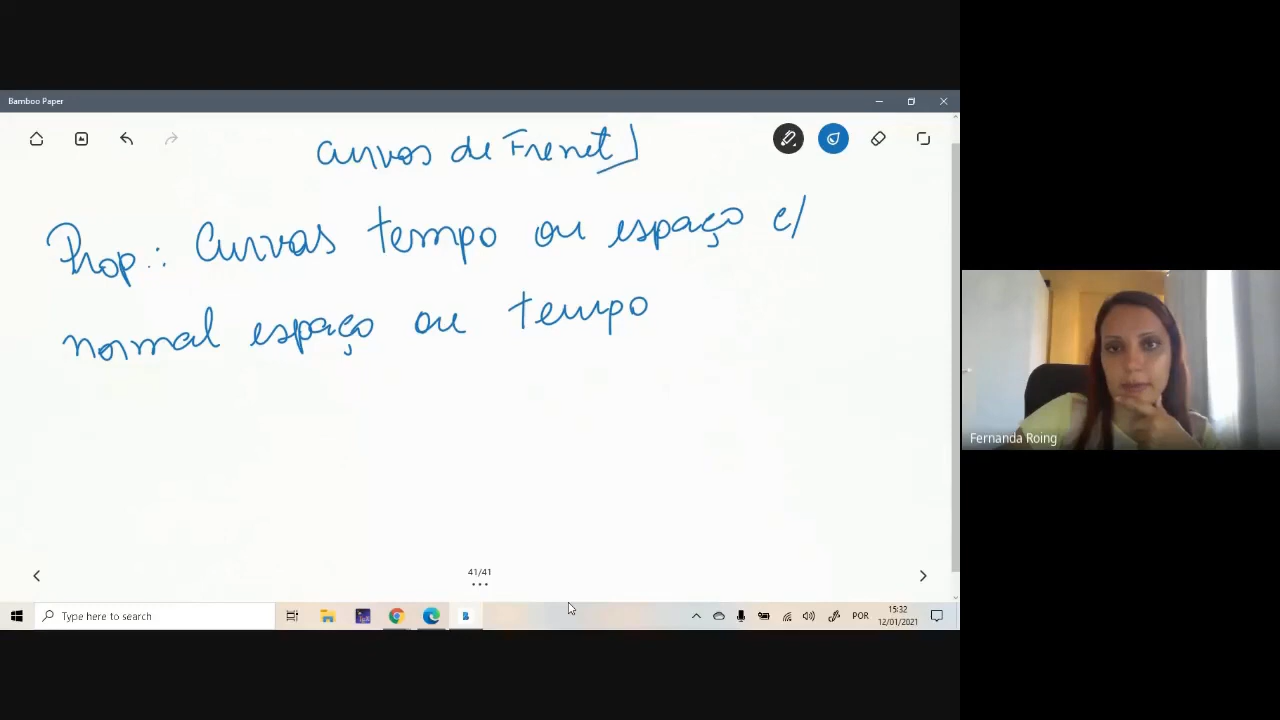 Bamboo Paper
curvas de Frenet
Prop.: Curvas tempo ou espaço c/
normal espaço ou tempo
Fernanda Roing
41/41
Type here to search
POR
15:32
12/01/2021